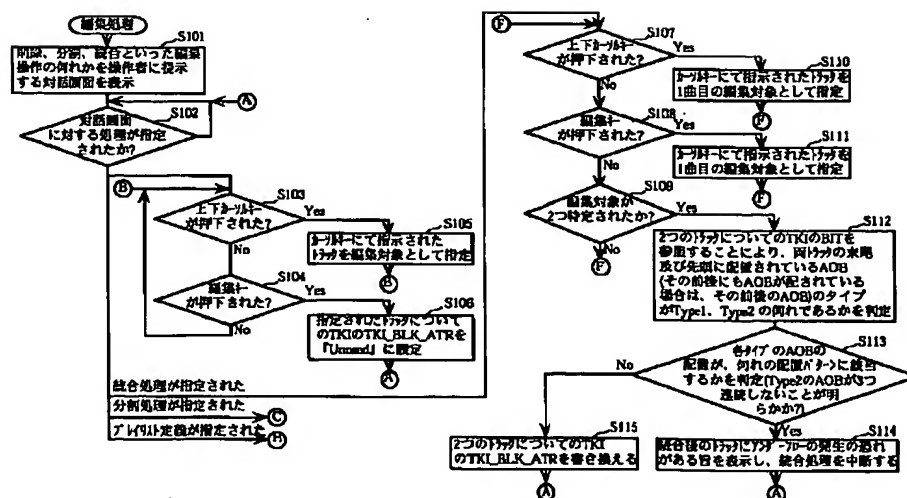 編集処理
S101
削除、分割、統合といった編集
操作の何れかを操作者に提示
する対話画面を表示
A
S102
対話画面
に対する処理が指定
されたか?
B
S103
上下カーソルキー
が押下された?
Yes
No
S105
カーソルキーにて指示された
トラックを編集対象として指定
B
S104
編集キー
が押下された?
Yes
No
S106
指定されたトラックについて
のTKIのTKI_BLK_ATRを
「Unused」に設定
A
統合処理が指定された
分割処理が指定された
C
プレイリスト定義が指定された
F
S107
上下カーソルキー
が押下された?
Yes
No
S110
カーソルキーにて指示されたトラックを
1曲目の編集対象として指定
F
S108
編集キー
が押下された?
Yes
No
S111
カーソルキーにて指示されたトラックを
1曲目の編集対象として指定
F
S109
編集対象が
2つ特定されたか?
Yes
No
F
S112
2つのトラックについてのTKIのBITを
参照することにより、両トラックの末尾
及び先頭に配置されているAOB
(その前後にもAOBが配されている
場合は、その前後のAOB)のタイプ
がType1、Type2の何れであるかを判定
S113
各タイプのAOBの
配置が、何れの配置パターンに該当
するかを判定(Type2のAOBが3つ
連続しないことが明
らかか?)
No
Yes
S115
2つのトラックについてのTKI
のTKI_BLK_ATRを書き換える
A
S114
統合後のトラックにアンダーフローの発生の恐れ
がある旨を表示し、統合処理を中断する
A